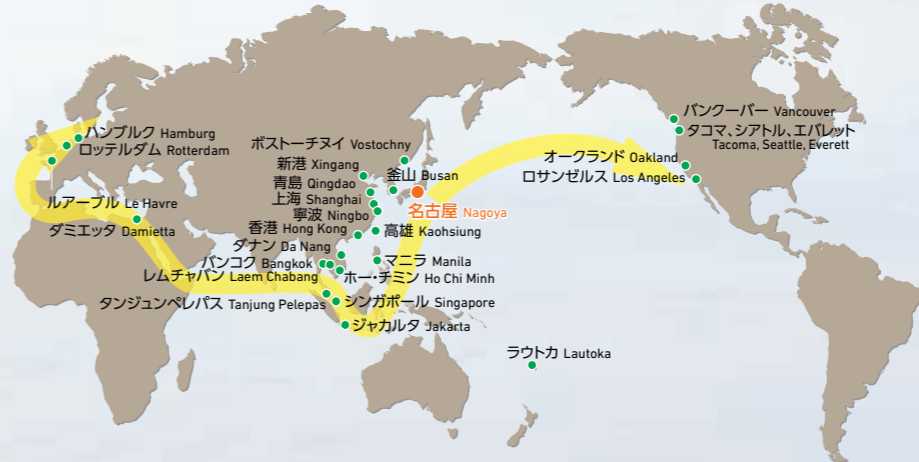 ハンブルク Hamburg
ロッテルダム Rotterdam
ルアーブル Le Havre
ダミエッタ Damietta
ボストーチヌイ Vostochny
新港 Xingang
釜山 Busan
青島 Qingdao
上海 Shanghai
寧波 Ningbo
名古屋 Nagoya
香港 Hong Kong
高雄 Kaohsiung
ダナン Da Nang
バンコク Bangkok
マニラ Manila
レムチャバン Laem Chabang
ホー・チミン Ho Chi Minh
タンジュンペレパス Tanjung Pelepas
シンガポール Singapore
ジャカルタ Jakarta
ラウトカ Lautoka
バンクーバー Vancouver
タコマ、シアトル、エバレット
Tacoma, Seattle, Everett
オークランド Oakland
ロサンゼルス Los Angeles